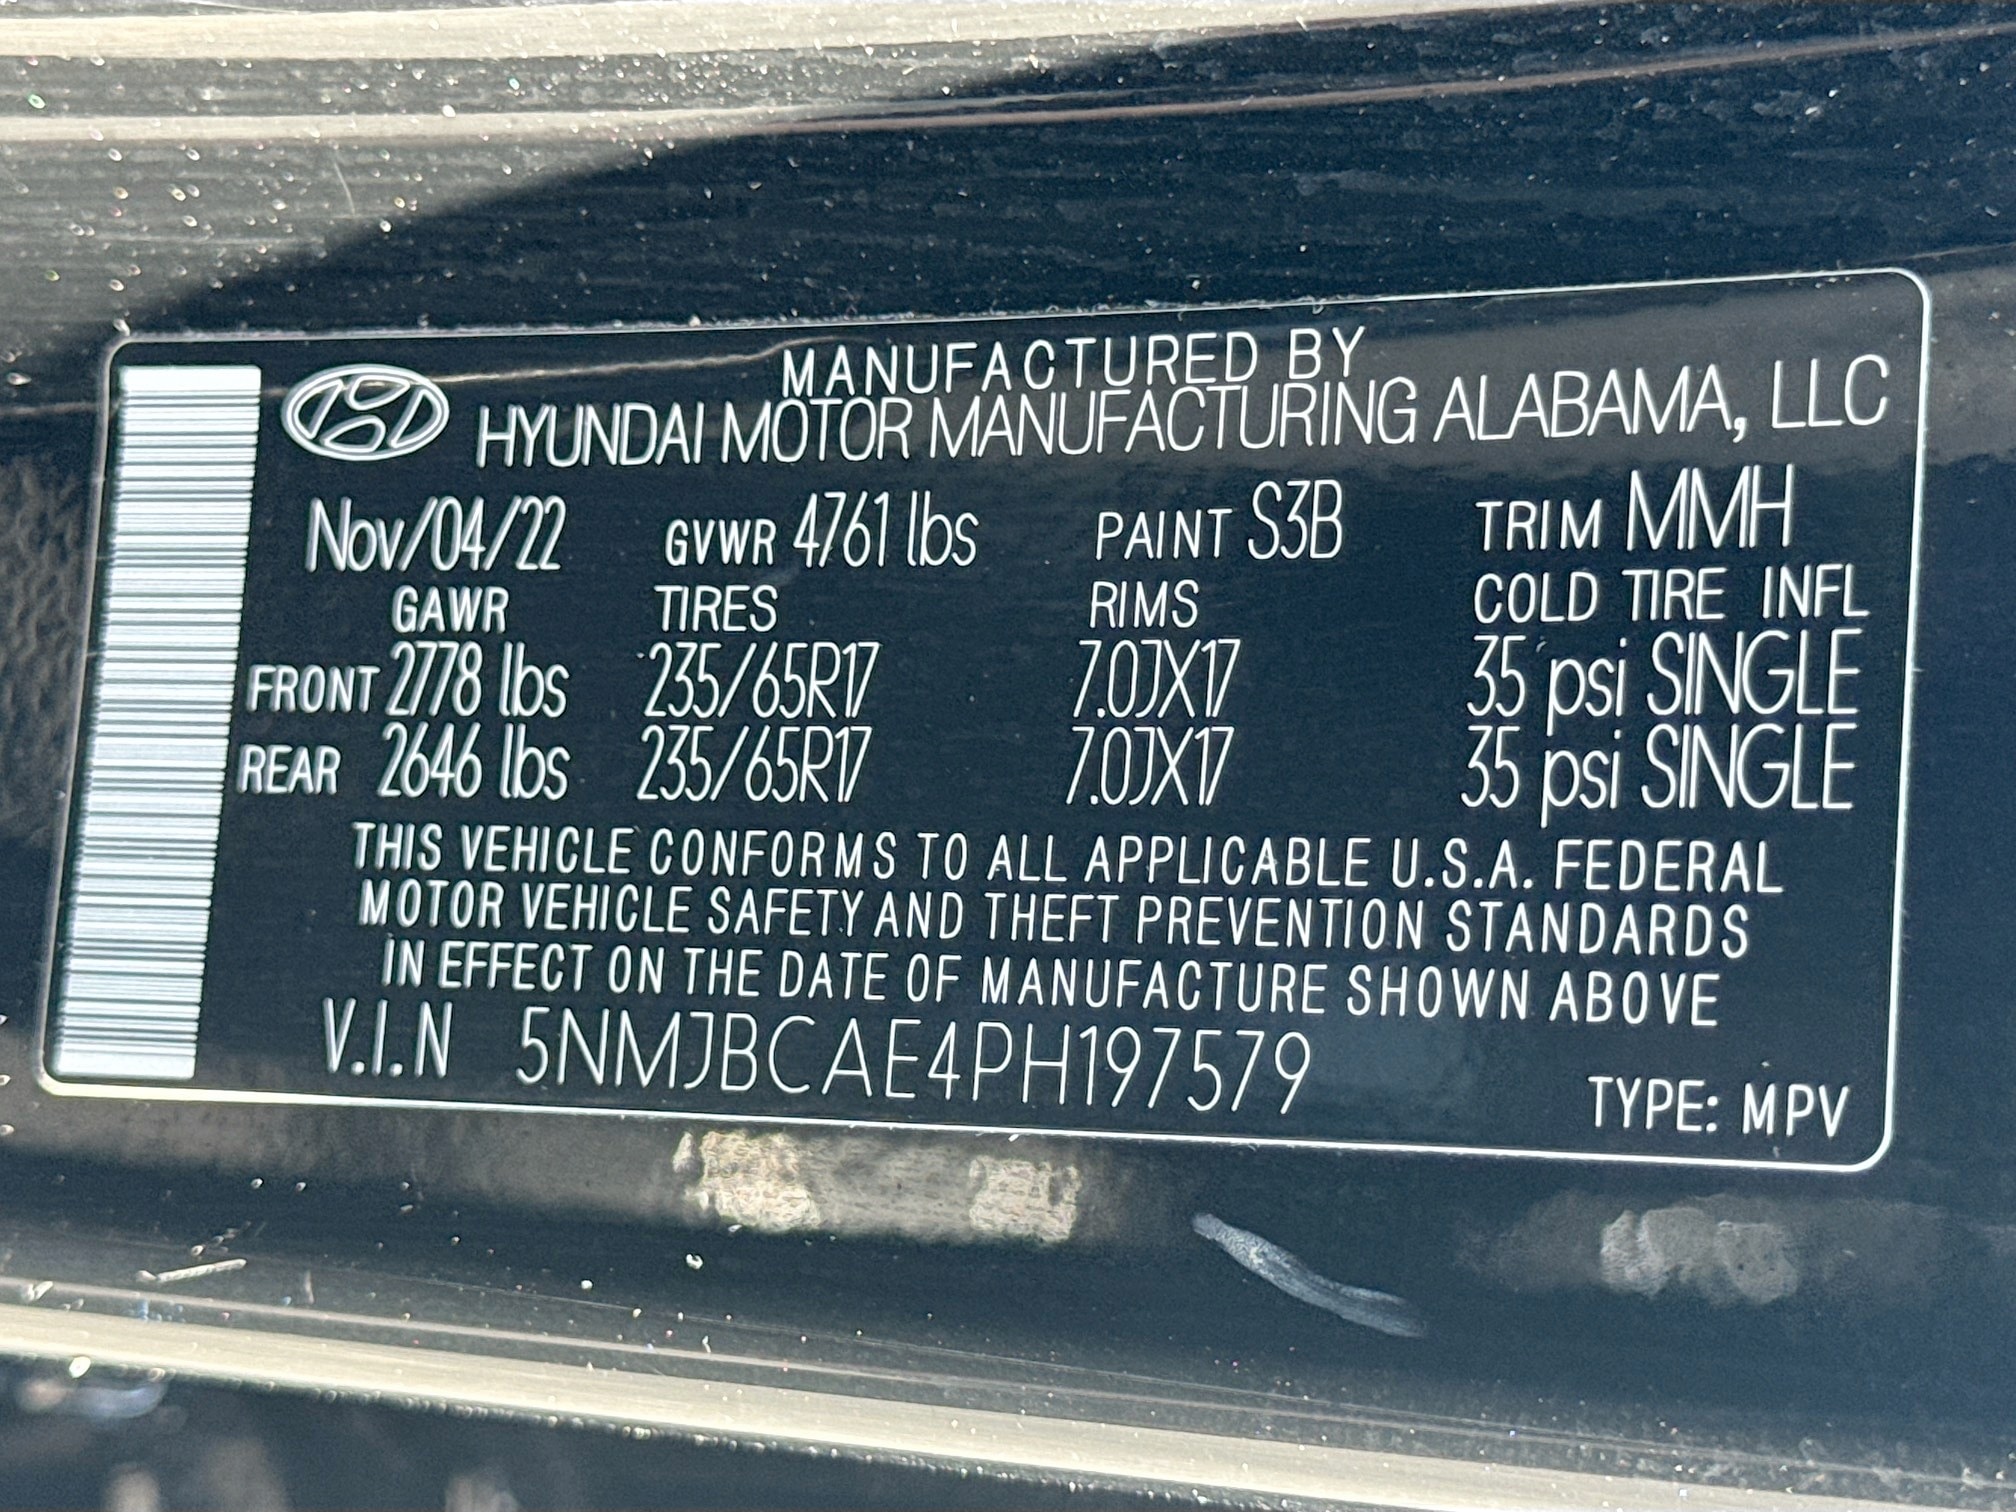 MANUFACTURED BY
HYUNDAI MOTOR MANUFACTURING ALABAMA, LLC
Nov/04/22 GVWR 4761 lbs PAINT S3B TRIM MMH
GAWR TIRES RIMS COLD TIRE INFL
FRONT 2778 lbs 235/65R17 7.0JX17 35 psi SINGLE
REAR 2646 lbs 235/65R17 7.0JX17 35 psi SINGLE
THIS VEHICLE CONFORMS TO ALL APPLICABLE U.S.A. FEDERAL
MOTOR VEHICLE SAFETY AND THEFT PREVENTION STANDARDS
IN EFFECT ON THE DATE OF MANUFACTURE SHOWN ABOVE
V.I.N 5NMJBCAE4PH197579
TYPE: MPV